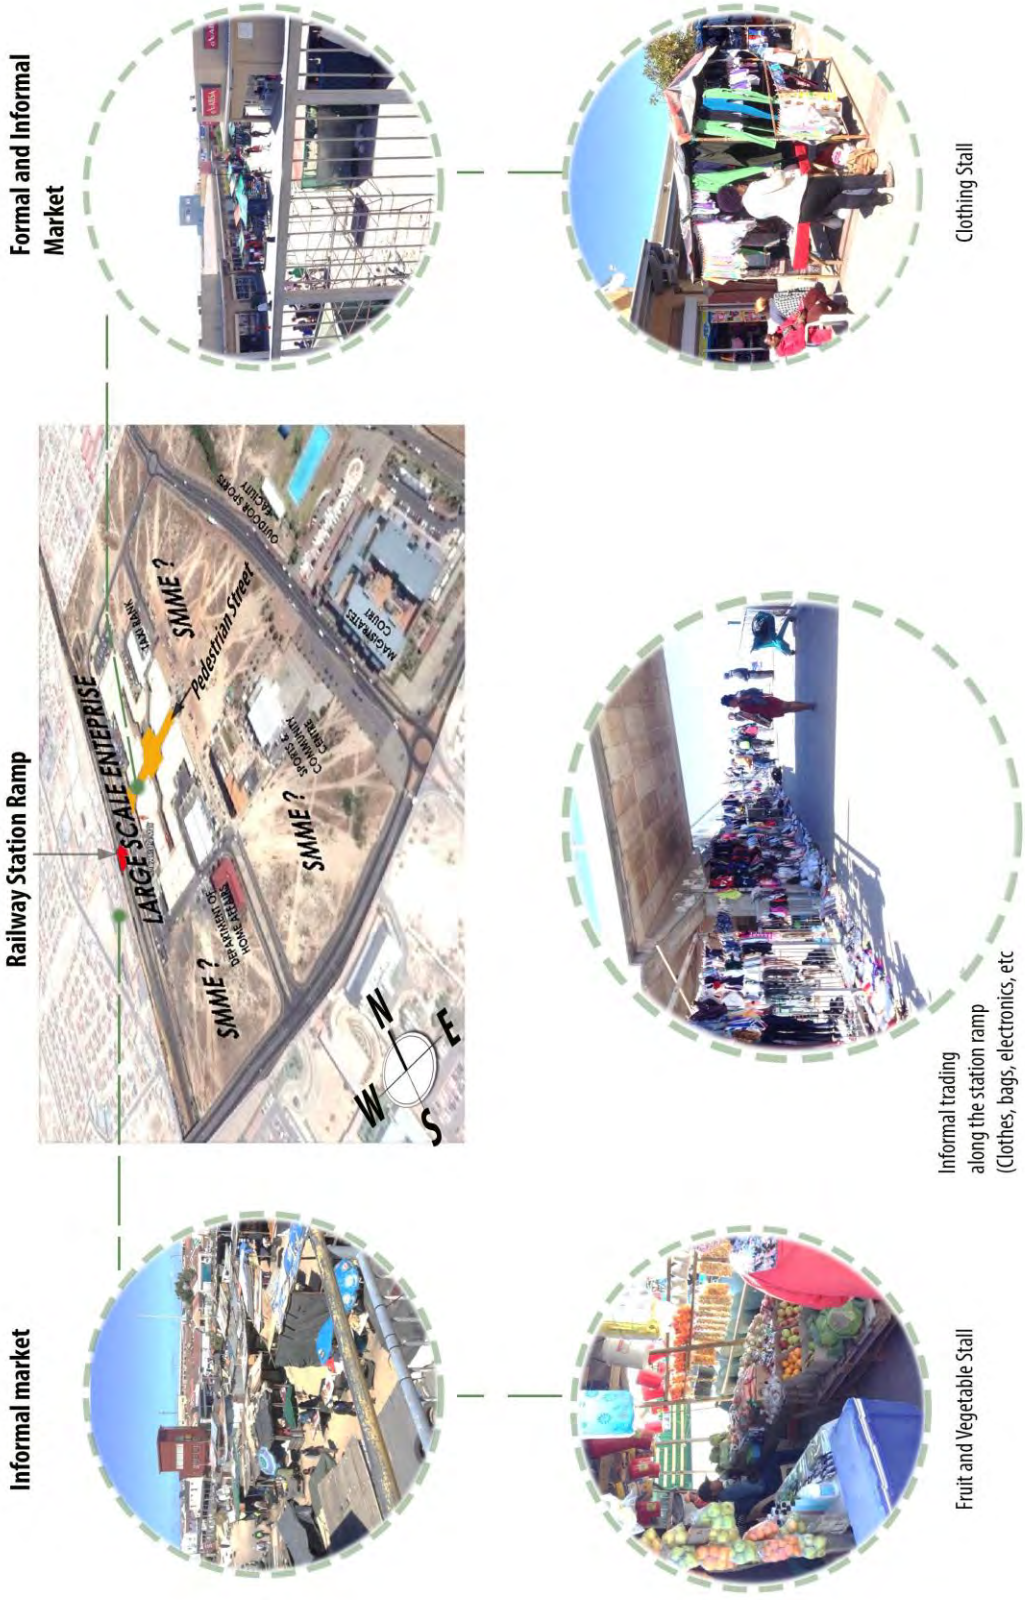 Informal market
Railway Station Ramp
Formal and Informal
Market
LARGE SCALE ENTEPRISE
TAXI RANK
SMME ?
Pedestrian Street
OUTDOOR SPORTS
FACILITY
SMME ?
DEPARTMENT OF
HOME AFFAIRS
SMME ?
SPORTS &
COMMUNITY
CENTRE
MAGISTRATES
COURT
N
W
E
S
ABSA
Fruit and Vegetable Stall
Informal trading
along the station ramp
(Clothes, bags, electronics, etc
Clothing Stall